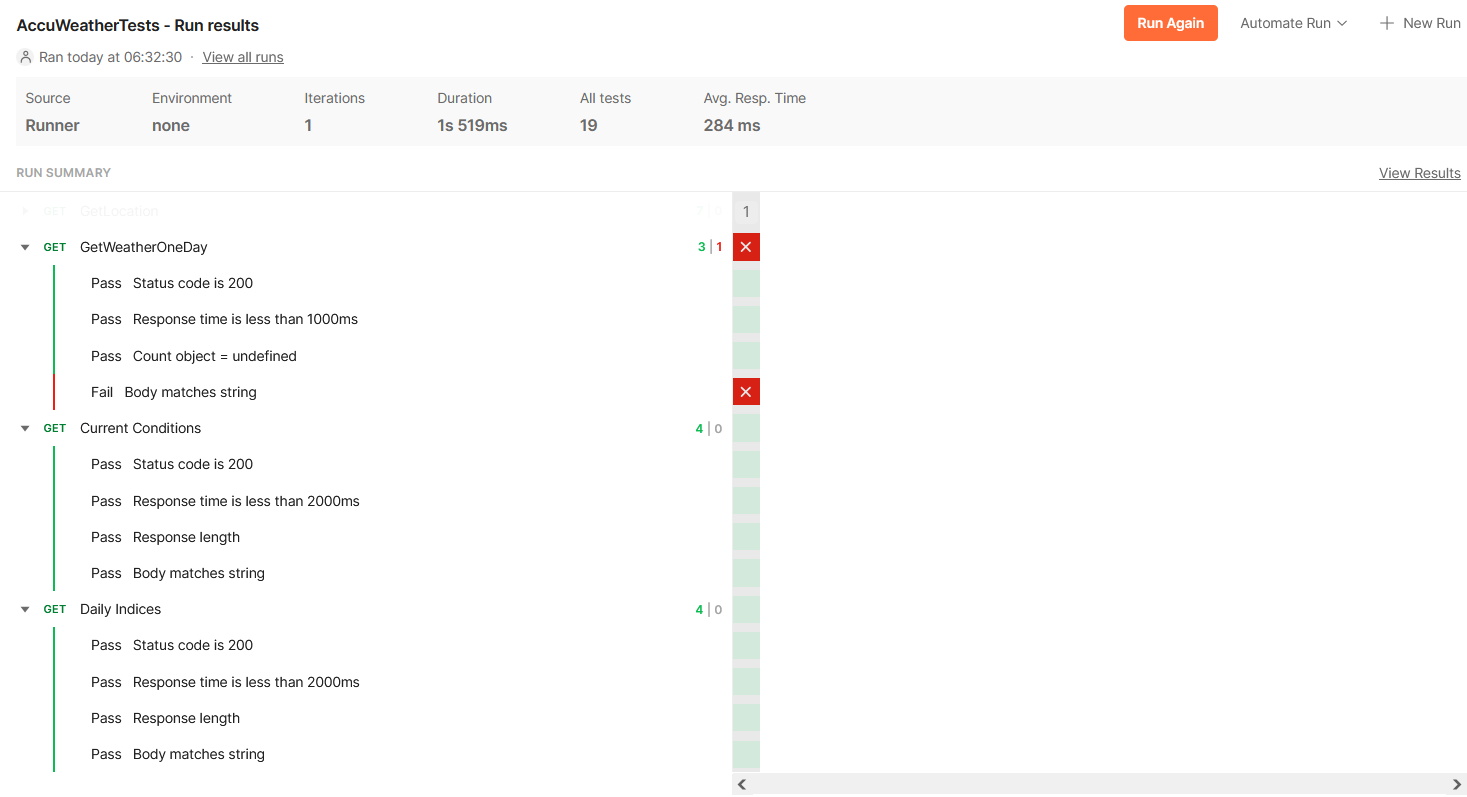 AccuWeatherTests - Run results
Run Again
Automate Run
New Run
Ran today at 06:32:30 · View all runs
Source Environment Iterations Duration All tests Avg. Resp. Time
Runner none 1 1s 519ms 19 284 ms
RUN SUMMARY
View Results
GET GetLocation 7 | 0 1
GET GetWeatherOneDay 3 | 1
Pass Status code is 200
Pass Response time is less than 1000ms
Pass Count object = undefined
Fail Body matches string
GET Current Conditions 4 | 0
Pass Status code is 200
Pass Response time is less than 2000ms
Pass Response length
Pass Body matches string
GET Daily Indices 4 | 0
Pass Status code is 200
Pass Response time is less than 2000ms
Pass Response length
Pass Body matches string